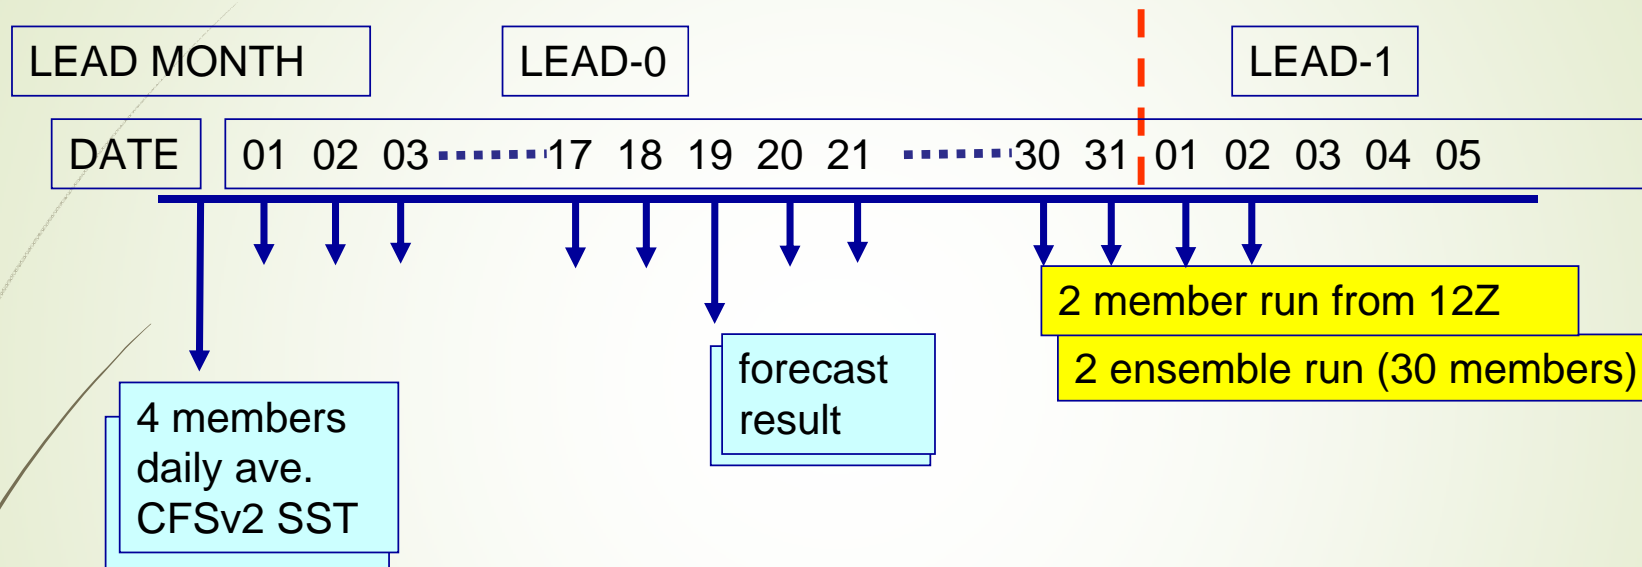 LEAD MONTH LEAD-0 LEAD-1
DATE 01 02 03 17 18 19 20 21 30 31 01 02 03 04 05
2 member run from 12Z
2 ensemble run (30 members)
forecast
result
4 members
daily ave.
CFSv2 SST